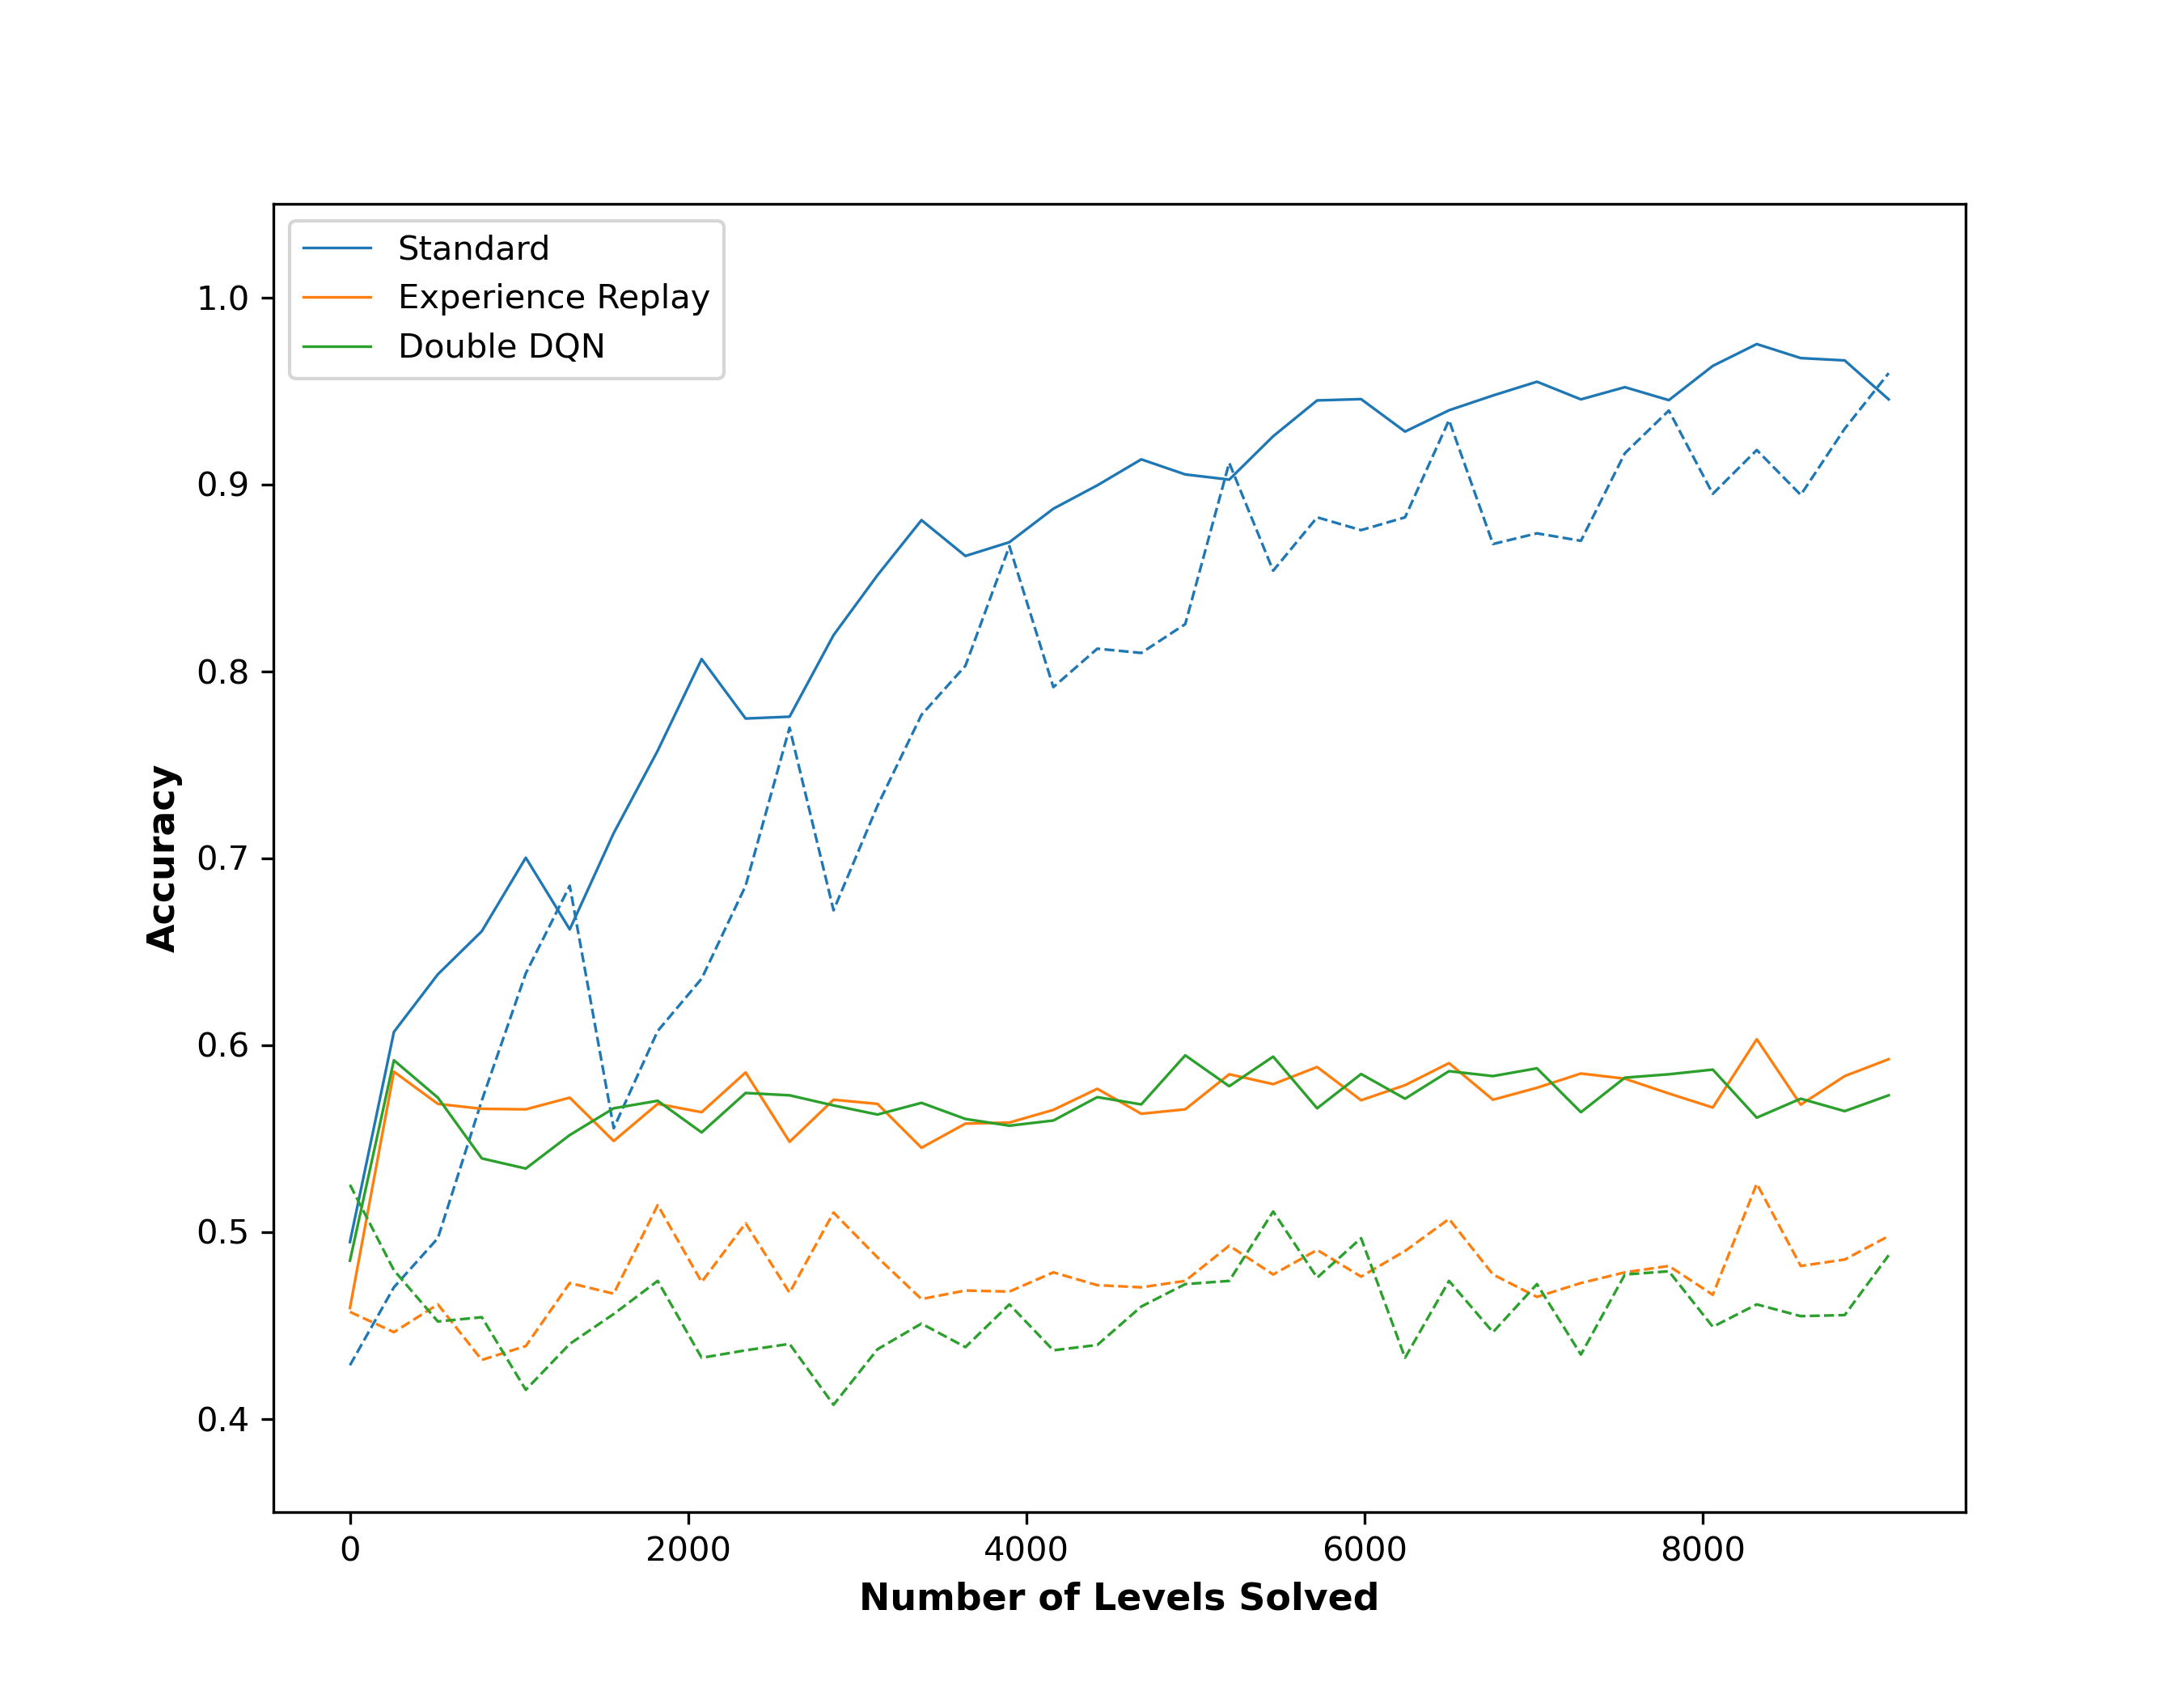 Standard
Experience Replay
Double DQN
1.0
0.9
0.8
0.7
0.6
0.5
0.4
Accuracy
0 2000 4000 6000 8000
Number of Levels Solved